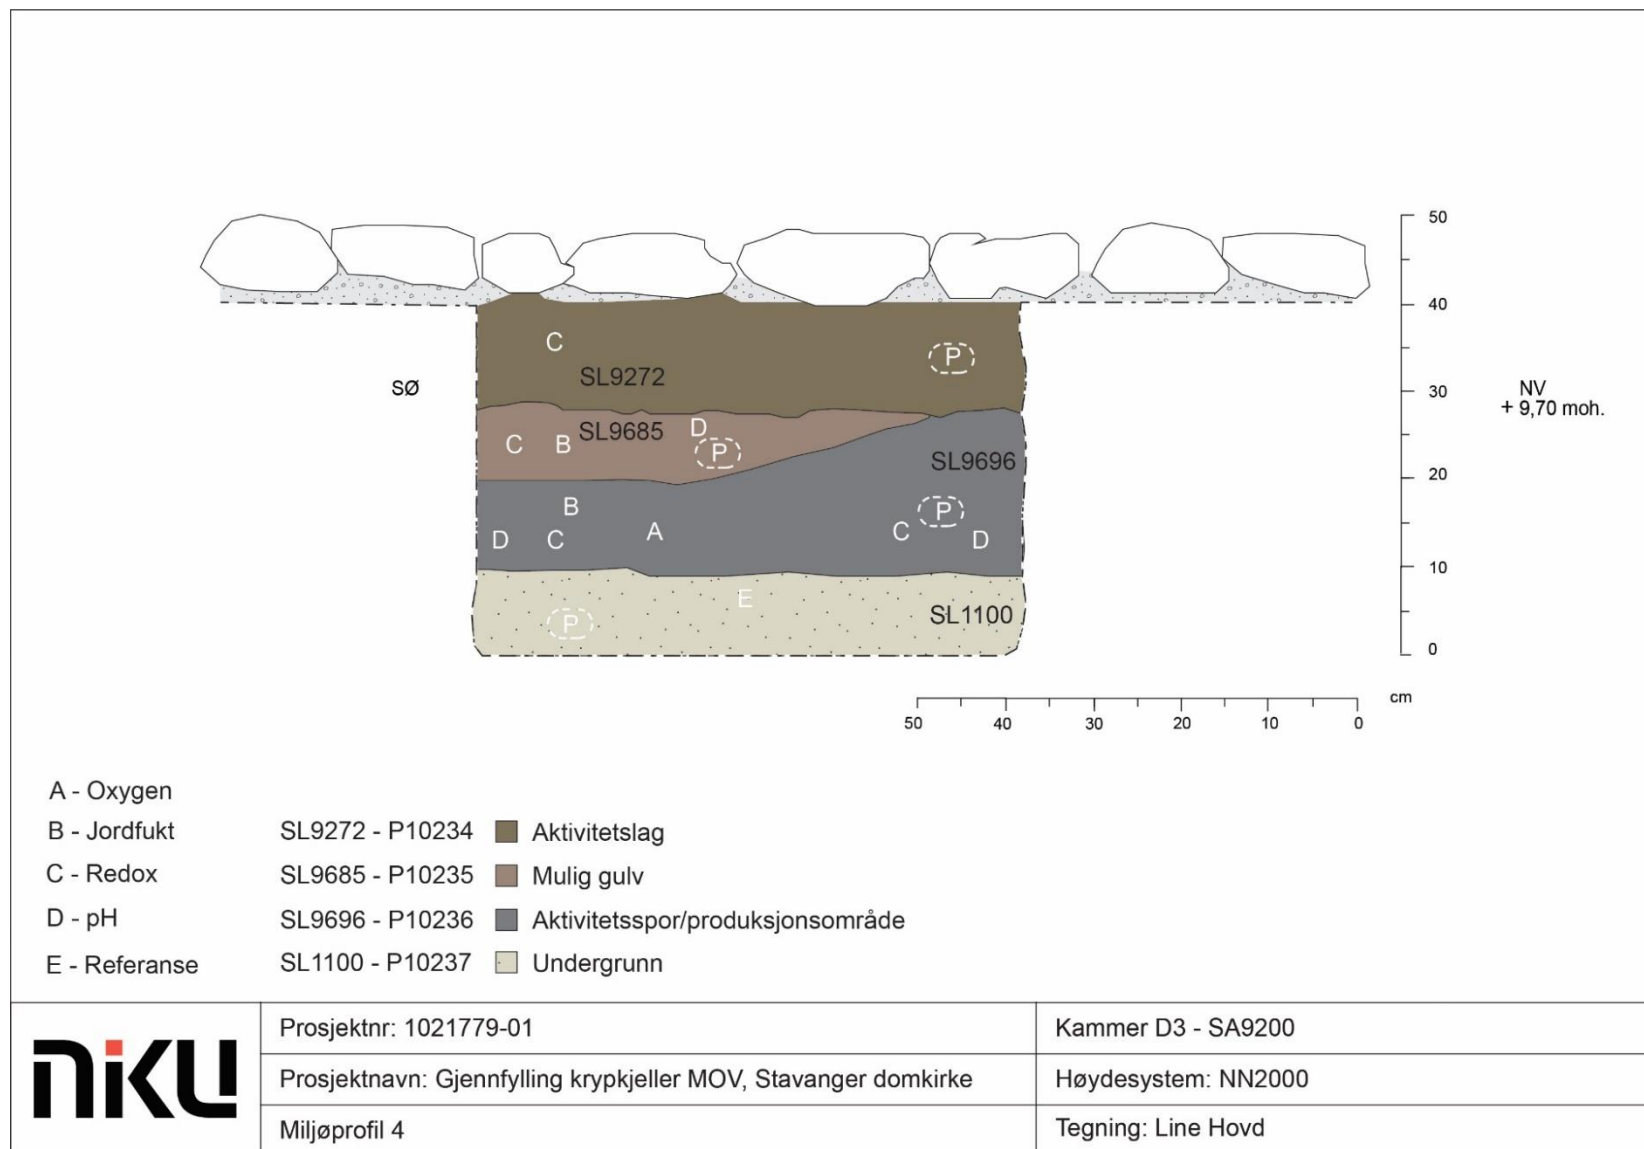 50
40
C
P
SL9272
SØ
30
NV
+ 9,70 moh.
C
B
SL9685
D
P
SL9696
20
B
D
C
A
C
P
D
10
E
P
SL1100
0
cm
50
40
30
20
10
0
A - Oxygen
B - Jordfukt
C - Redox
D - pH
E - Referanse
SL9272 - P10234
Aktivitetslag
SL9685 - P10235
Mulig gulv
SL9696 - P10236
Aktivitetsspor/produksjonsområde
SL1100 - P10237
Undergrunn
NIKU
Prosjektnr: 1021779-01
Kammer D3 - SA9200
Prosjektnavn: Gjennfylling krypkjeller MOV, Stavanger domkirke
Høydesystem: NN2000
Miljøprofil 4
Tegning: Line Hovd